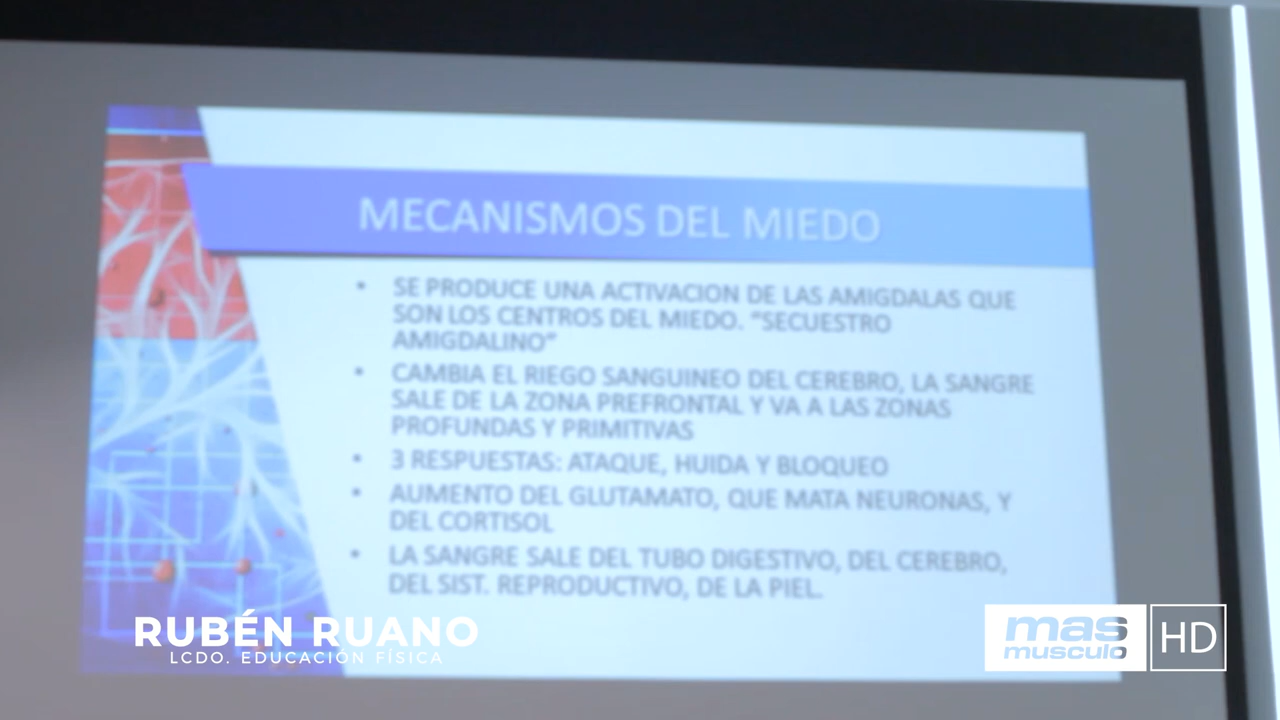 MECANISMOS DEL MIEDO
• SE PRODUCE UNA ACTIVACION DE LAS AMIGDALAS QUE
SON LOS CENTROS DEL MIEDO. "SECUESTRO
AMIGDALINO"
• CAMBIA EL RIEGO SANGUINEO DEL CEREBRO, LA SANGRE
SALE DE LA ZONA PREFRONTAL Y VA A LAS ZONAS
PROFUNDAS Y PRIMITIVAS
• 3 RESPUESTAS: ATAQUE, HUIDA Y BLOQUEO
• AUMENTO DEL GLUTAMATO, QUE MATA NEURONAS, Y
DEL CORTISOL
• LA SANGRE SALE DEL TUBO DIGESTIVO, DEL CEREBRO,
DEL SIST. REPRODUCTIVO, DE LA PIEL.
RUBÉN RUANO
LCDO. EDUCACIÓN FÍSICA
mas
musculo
HD